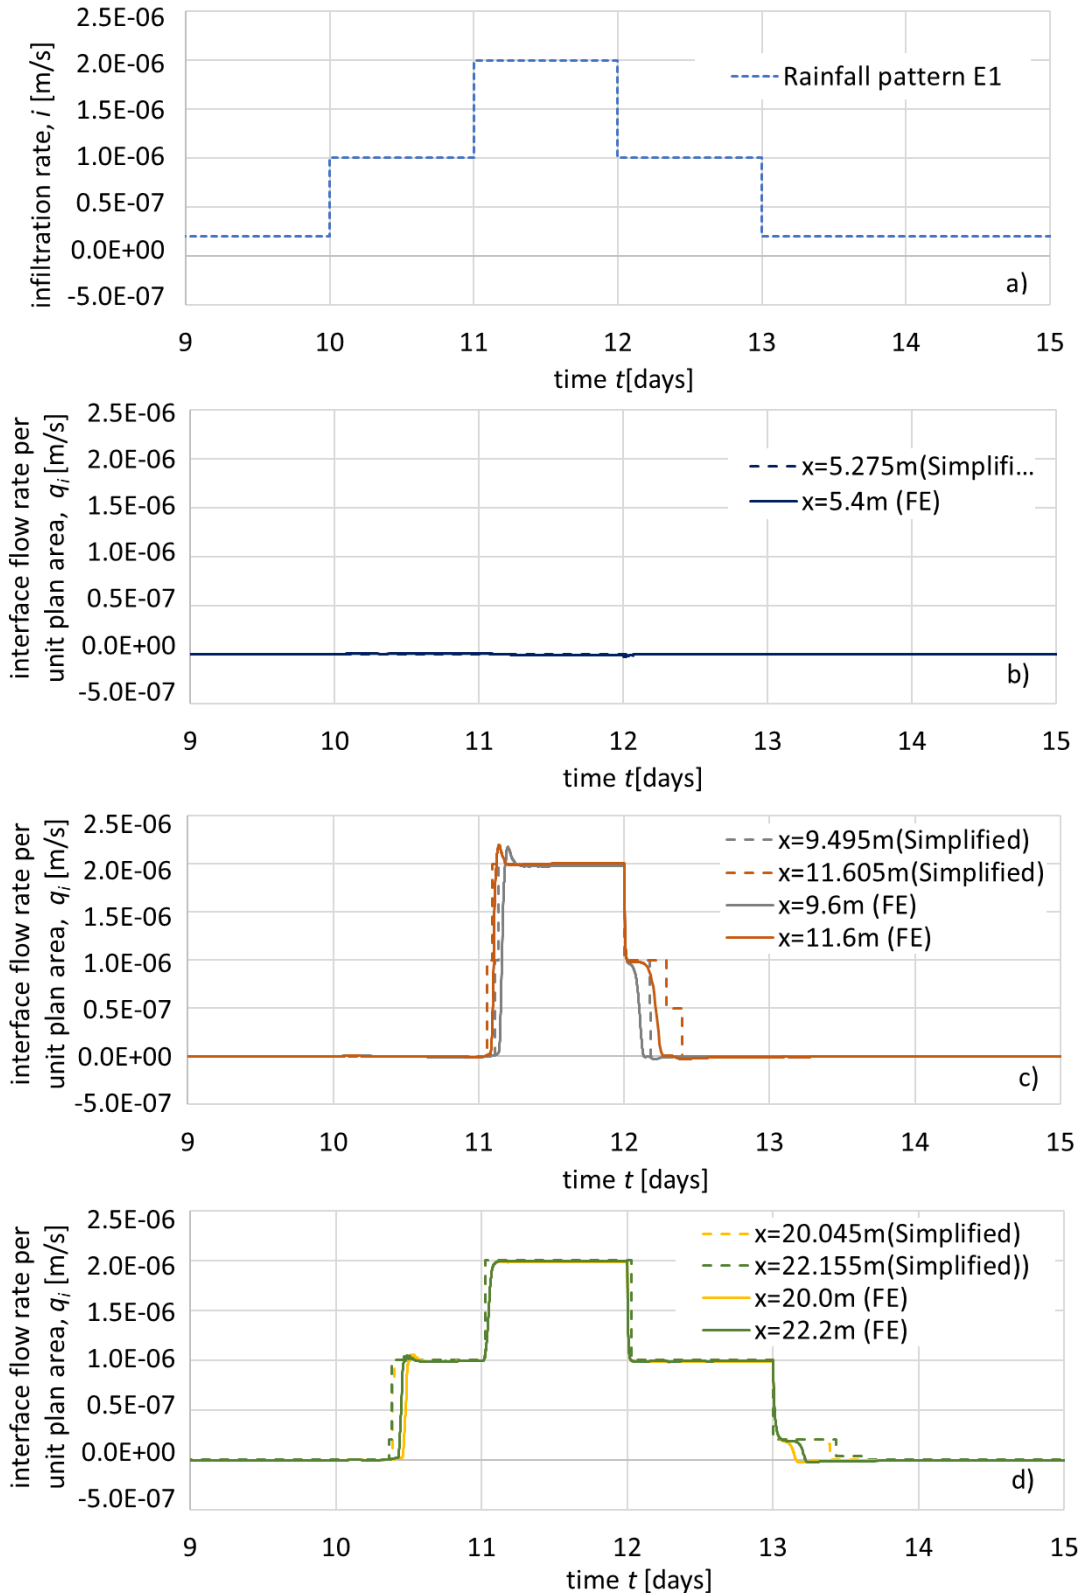 infiltration rate, i [m/s]
2.5E-06
2.0E-06
1.5E-06
1.0E-06
0.5E-07
0.0E+00
-5.0E-07
Rainfall pattern E1
a)
9 10 11 12 13 14 15
time t[days]
interface flow rate per
unit plan area, qi [m/s]
2.5E-06
2.0E-06
1.5E-06
1.0E-06
0.5E-07
0.0E+00
-5.0E-07
x=5.275m(Simplifi...
x=5.4m (FE)
b)
9 10 11 12 13 14 15
time t[days]
interface flow rate per
unit plan area, qi [m/s]
2.5E-06
2.0E-06
1.5E-06
1.0E-06
0.5E-07
0.0E+00
-5.0E-07
x=9.495m(Simplified)
x=11.605m(Simplified)
x=9.6m (FE)
x=11.6m (FE)
c)
9 10 11 12 13 14 15
time t [days]
interface flow rate per
unit plan area, qi [m/s]
2.5E-06
2.0E-06
1.5E-06
1.0E-06
0.5E-07
0.0E+00
-5.0E-07
x=20.045m(Simplified)
x=22.155m(Simplified))
x=20.0m (FE)
x=22.2m (FE)
d)
9 10 11 12 13 14 15
time t [days]